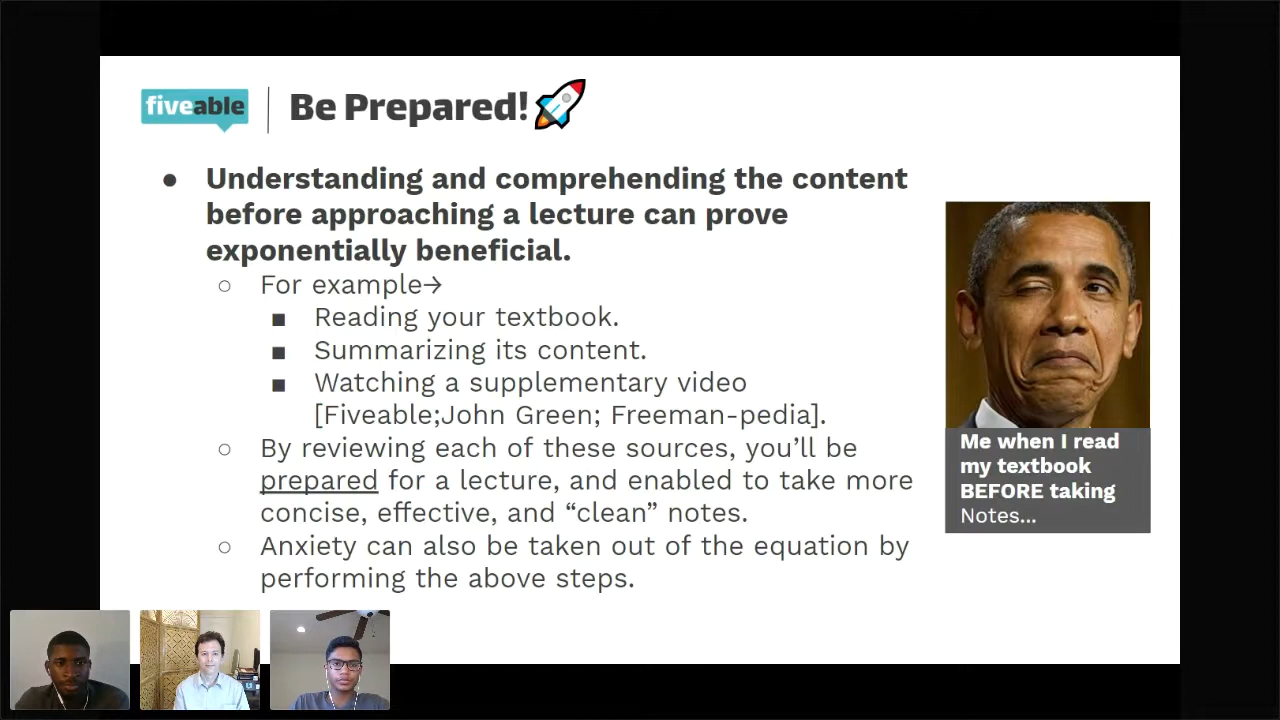 fiveable
Be Prepared!
● Understanding and comprehending the content
before approaching a lecture can prove
exponentially beneficial.
○ For example→
■ Reading your textbook.
■ Summarizing its content.
■ Watching a supplementary video
[Fiveable;John Green; Freeman-pedia].
○ By reviewing each of these sources, you’ll be
prepared for a lecture, and enabled to take more
concise, effective, and “clean” notes.
○ Anxiety can also be taken out of the equation by
performing the above steps.
Me when I read
my textbook
BEFORE taking
Notes...